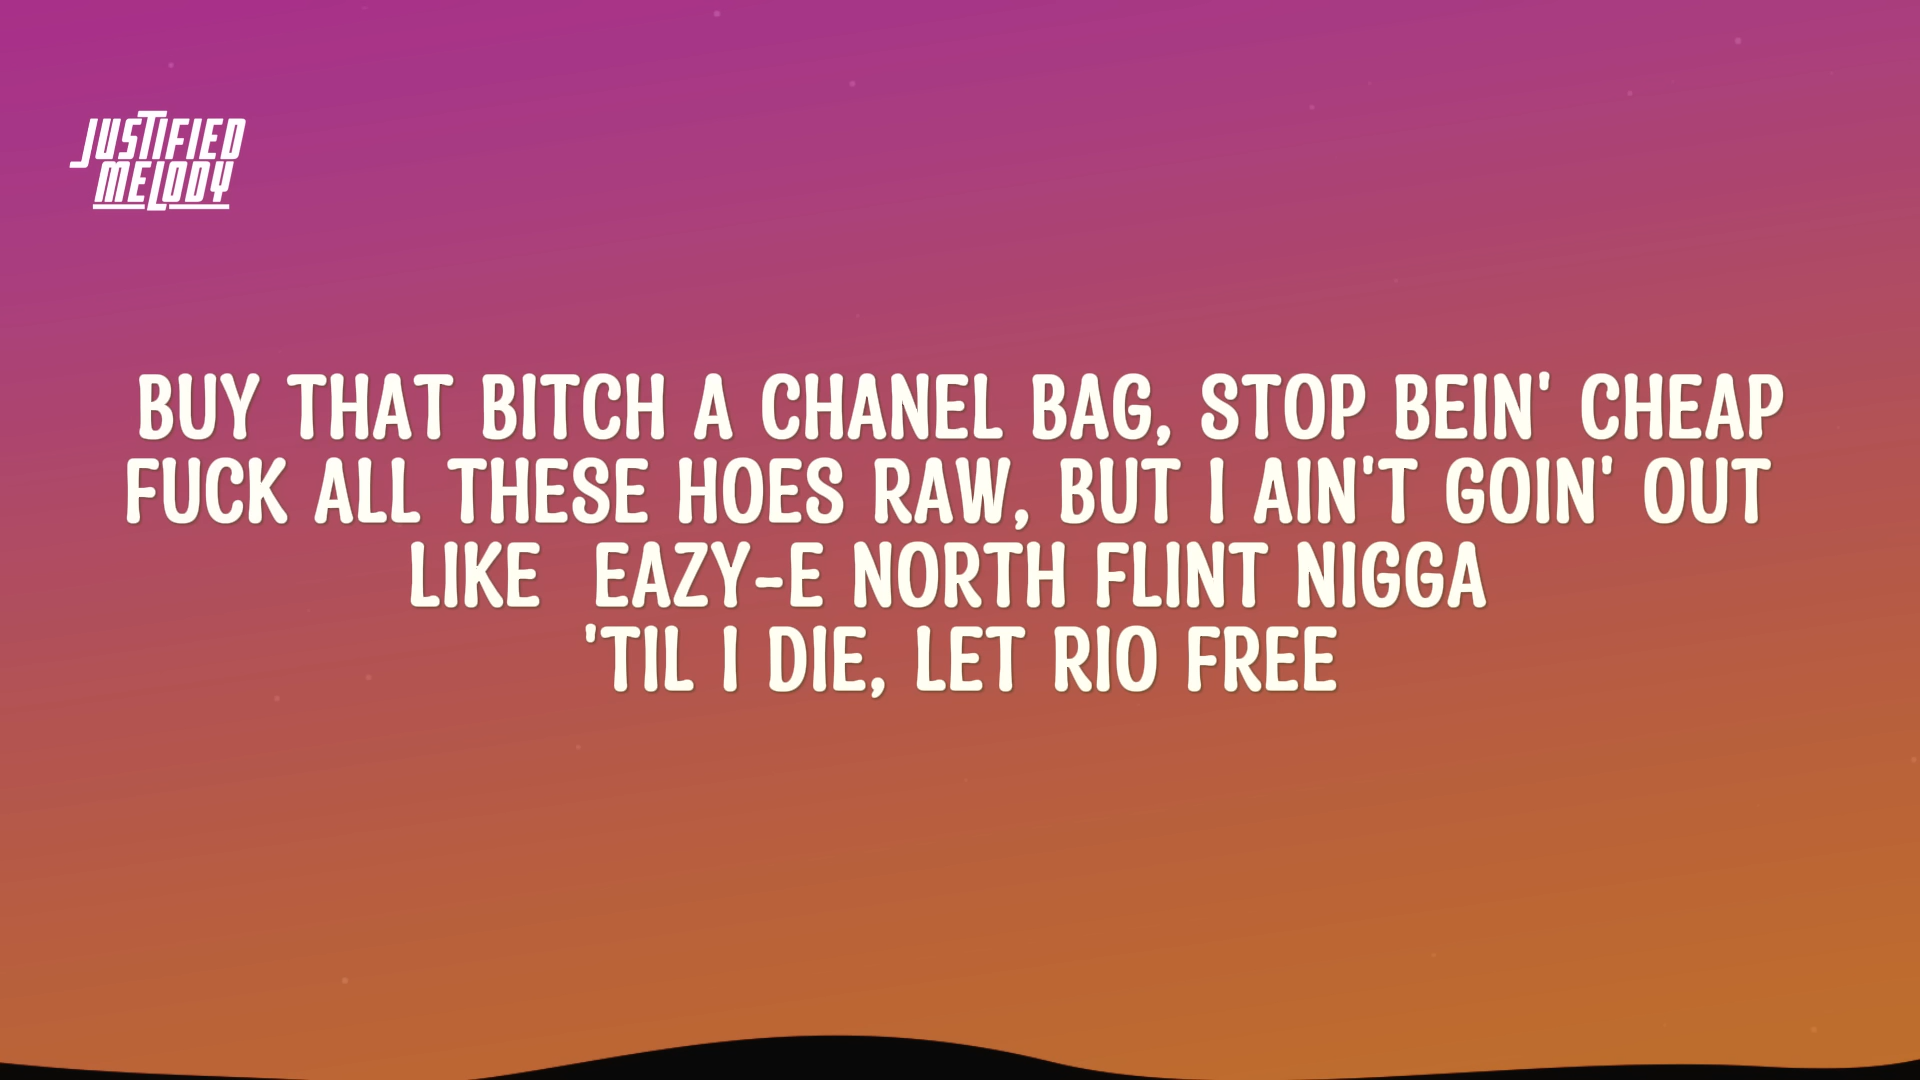 JUSTIFIED
MELODY
BUY THAT BITCH A CHANEL BAG, STOP BEIN' CHEAP
FUCK ALL THESE HOES RAW, BUT I AIN'T GOIN' OUT
LIKE  EAZY-E NORTH FLINT NIGGA
'TIL I DIE, LET RIO FREE